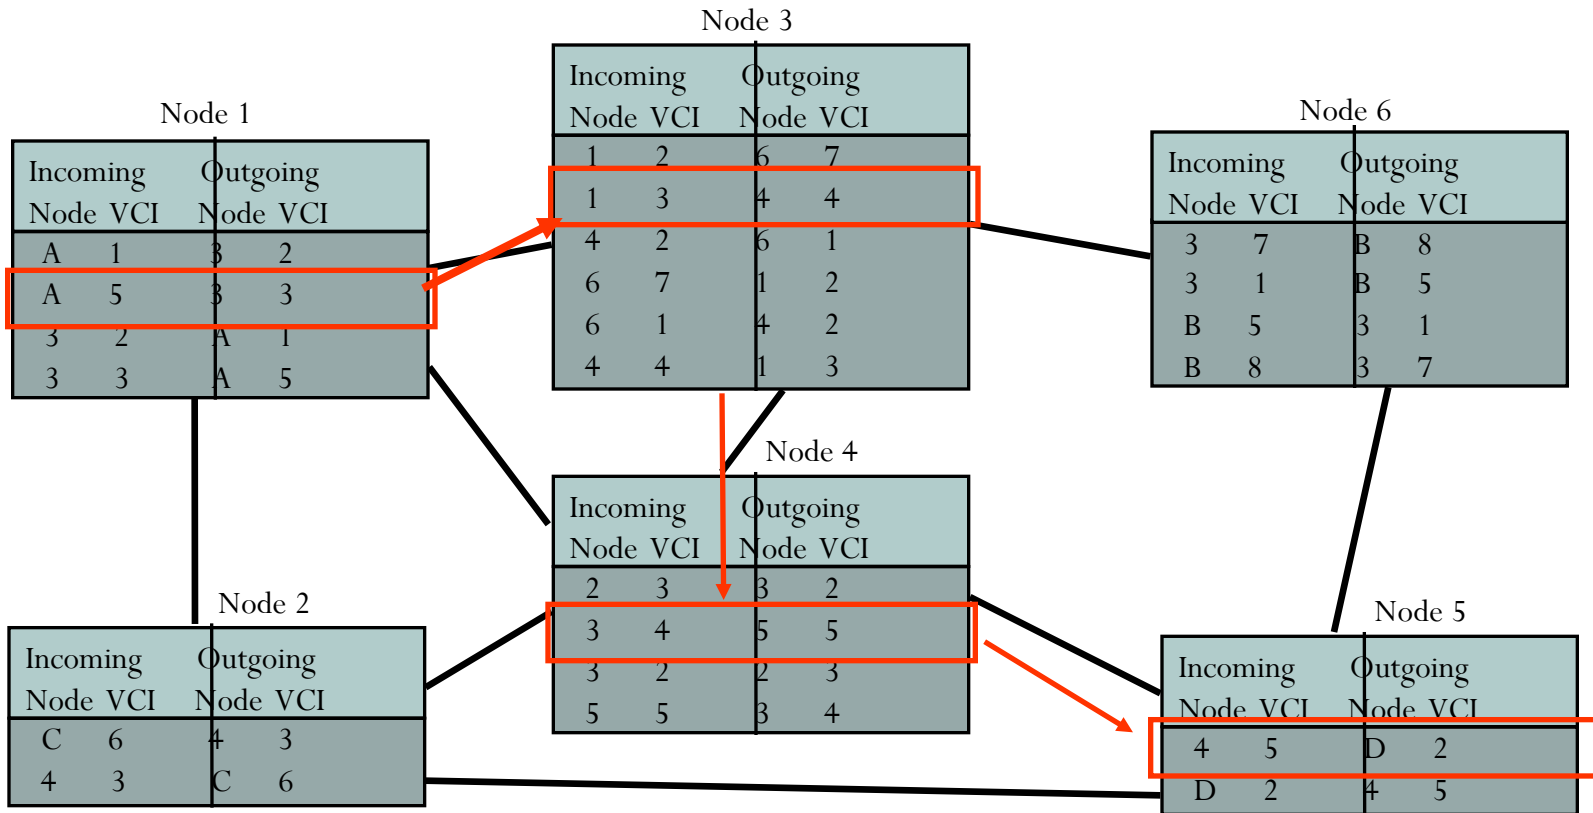 Node 3
Incoming Outgoing
Node VCI Node VCI
1 2 6 7
1 3 4 4
4 2 6 1
6 7 1 2
6 1 4 2
4 4 1 3
Node 1
Incoming Outgoing
Node VCI Node VCI
A 1 3 2
A 5 3 3
3 2 A 1
3 3 A 5
Node 6
Incoming Outgoing
Node VCI Node VCI
3 7 B 8
3 1 B 5
B 5 3 1
B 8 3 7
Node 4
Incoming Outgoing
Node VCI Node VCI
2 3 3 2
3 4 5 5
3 2 2 3
5 5 3 4
Node 2
Incoming Outgoing
Node VCI Node VCI
C 6 4 3
4 3 C 6
Node 5
Incoming Outgoing
Node VCI Node VCI
4 5 D 2
D 2 4 5